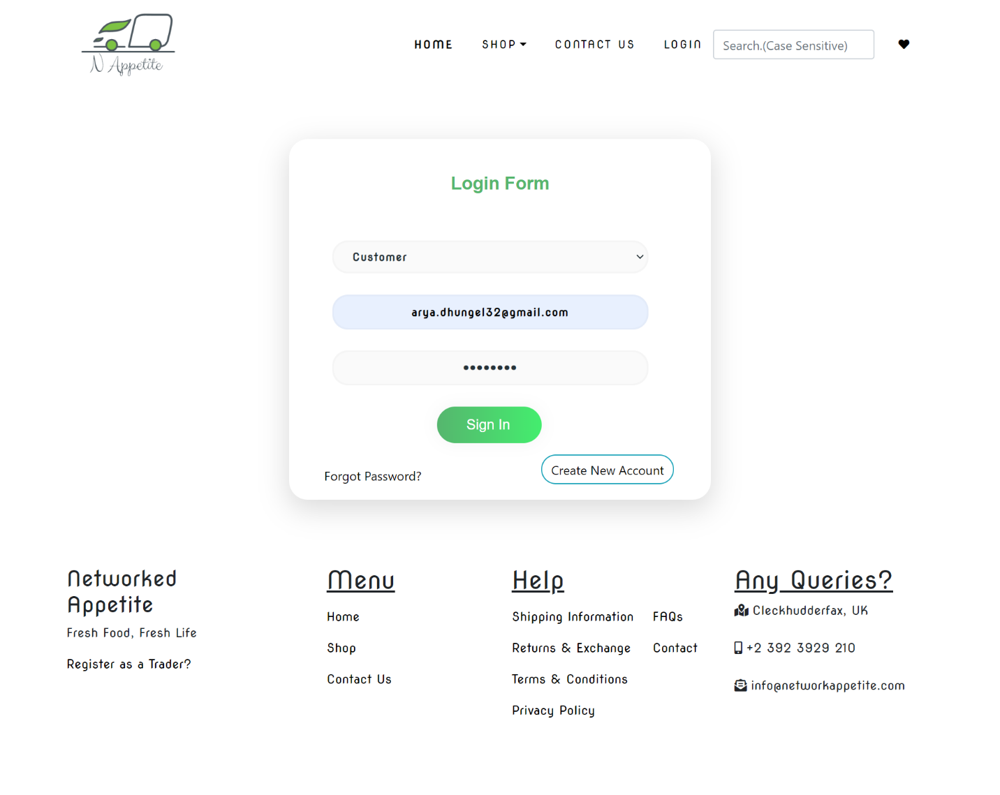 N Appetite
HOME SHOP CONTACT US LOGIN Search.(Case Sensitive)
Login Form
Customer
arya.dhungel32@gmail.com
••••••••
Sign In
Forgot Password? Create New Account
Networked
Appetite
Fresh Food, Fresh Life
Register as a Trader?
Menu
Home
Shop
Contact Us
Help
Shipping Information FAQs
Returns & Exchange Contact
Terms & Conditions
Privacy Policy
Any Queries?
Cleckhudderfax, UK
+2 392 3929 210
info@networkappetite.com